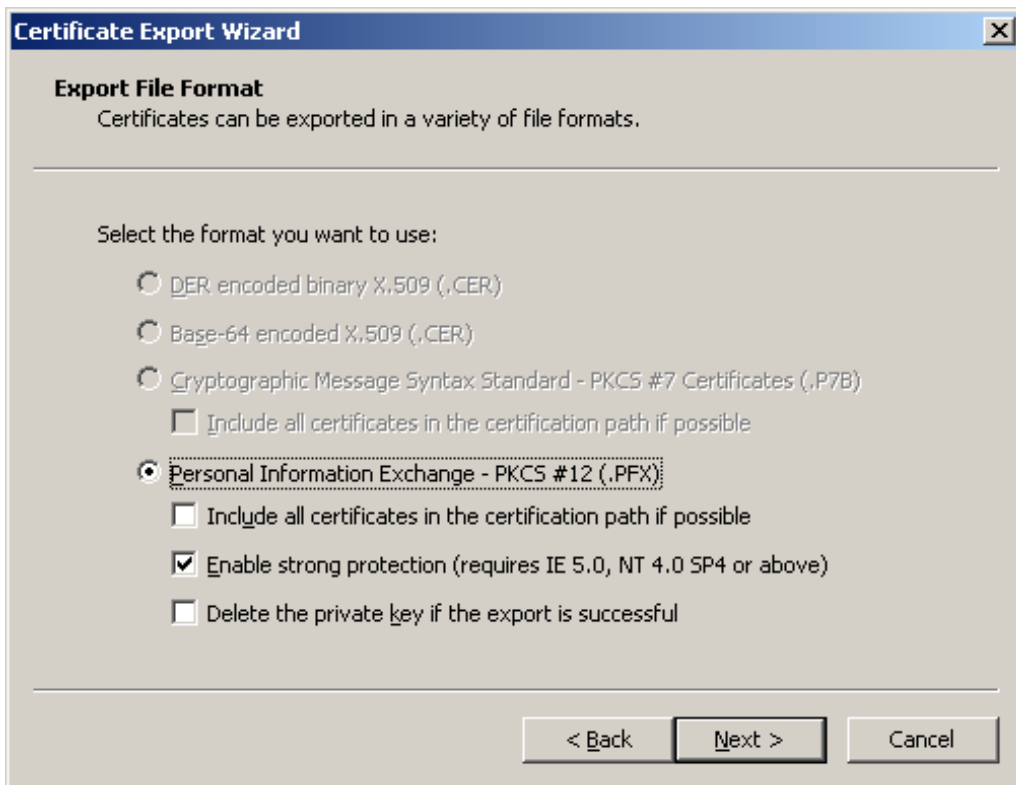 Certificate Export Wizard
Export File Format
Certificates can be exported in a variety of file formats.
Select the format you want to use:
DER encoded binary X.509 (.CER)
Base-64 encoded X.509 (.CER)
Cryptographic Message Syntax Standard - PKCS #7 Certificates (.P7B)
Include all certificates in the certification path if possible
Personal Information Exchange - PKCS #12 (.PFX)
Include all certificates in the certification path if possible
Enable strong protection (requires IE 5.0, NT 4.0 SP4 or above)
Delete the private key if the export is successful
< Back Next > Cancel